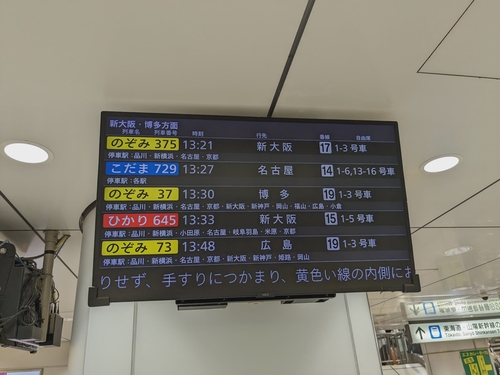 新大阪・博多方面
列車名 列車番号 時刻 行先 番線 自由席
のぞみ 375 13:21 新大阪 17 1-3 号車
停車駅：品川・新横浜・名古屋・京都
こだま 729 13:27 名古屋 14 1-6,13-16 号車
停車駅：各駅
のぞみ 37 13:30 博多 19 1-3 号車
停車駅：品川・新横浜・名古屋・京都・新大阪・新神戸・岡山・福山・広島・小倉
ひかり 645 13:33 新大阪 15 1-5 号車
停車駅：品川・新横浜・小田原・名古屋・岐阜羽島・米原・京都
のぞみ 73 13:48 広島 19 1-3 号車
停車駅：品川・新横浜・名古屋・京都・新大阪・新神戸・姫路・岡山
りせず、手すりにつかまり、黄色い線の内側にお
東海道・山陽新幹線の